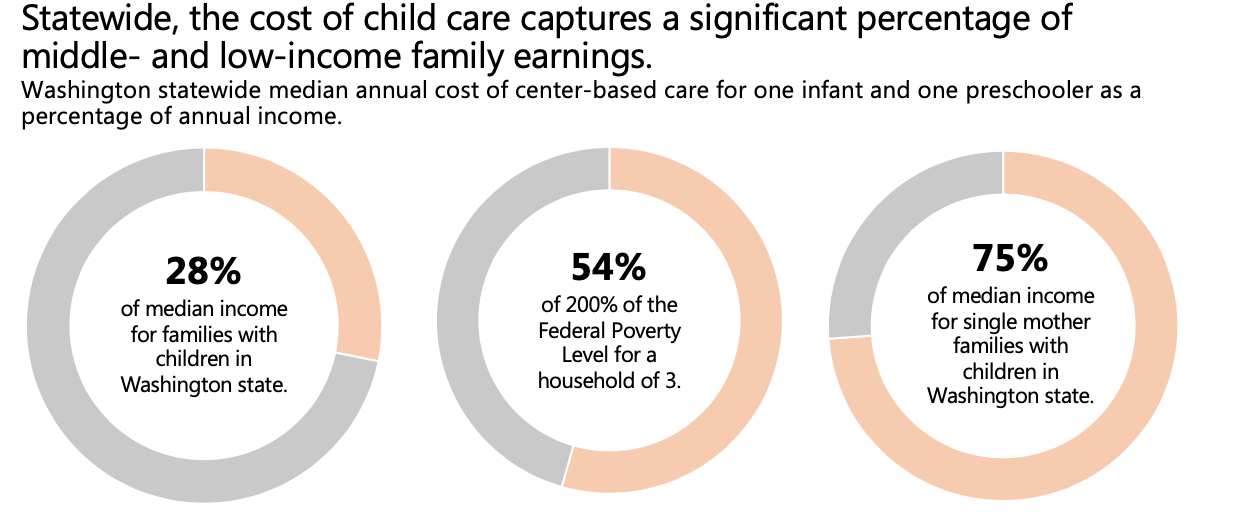 Statewide, the cost of child care captures a significant percentage of
middle- and low-income family earnings.
Washington statewide median annual cost of center-based care for one infant and one preschooler as a
percentage of annual income.
28%
of median income
for families with
children in
Washington state.
54%
of 200% of the
Federal Poverty
Level for a
household of 3.
75%
of median income
for single mother
families with
children in
Washington state.